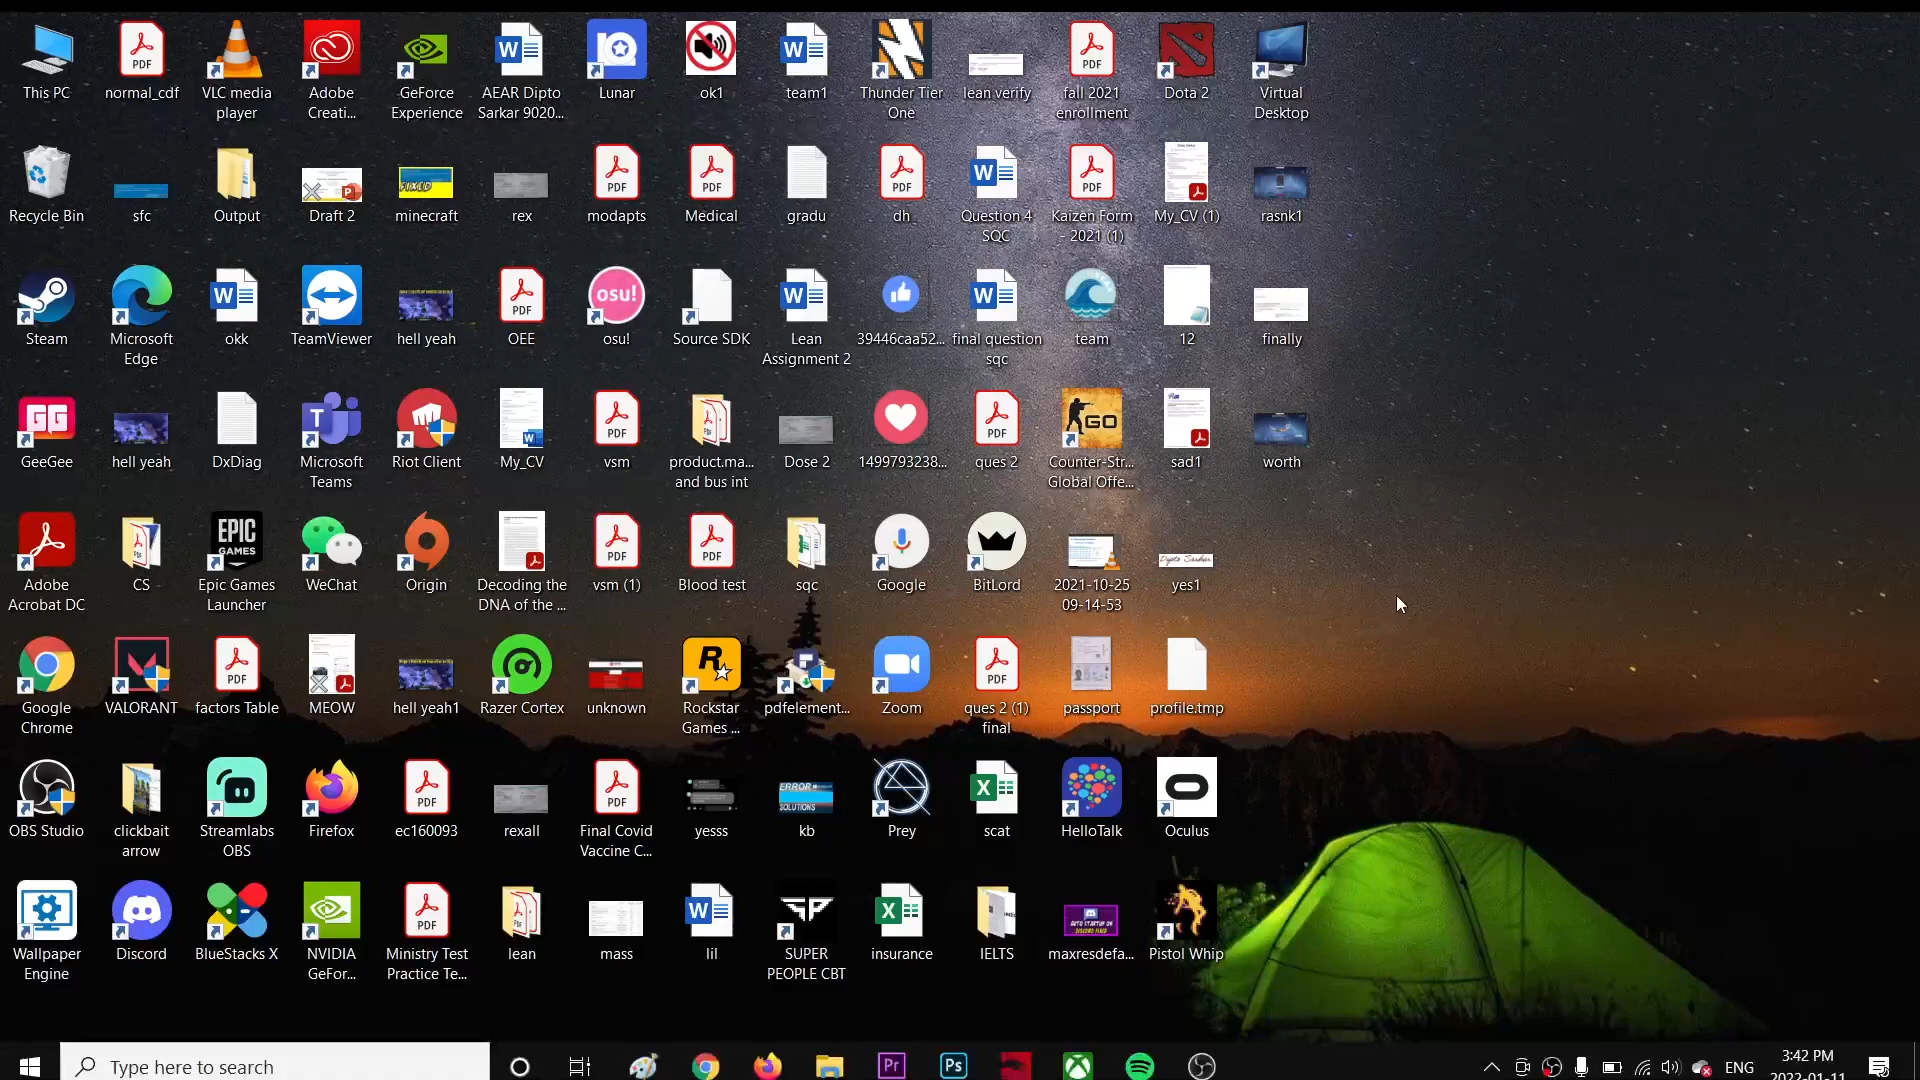 This PC
normal_cdf
VLC media
player
Adobe
Creati...
GeForce
Experience
AEAR Dipto
Sarkar 9020...
Lunar
ok1
team1
Thunder Tier
One
lean verify
fall 2021
enrollment
Dota 2
Virtual
Desktop
Recycle Bin
sfc
Output
Draft 2
minecraft
rex
modapts
Medical
gradu
dh
Question 4
SQC
Kaizen Form
- 2021 (1)
My_CV (1)
rasnk1
Steam
Microsoft
Edge
okk
TeamViewer
hell yeah
OEE
osu!
Source SDK
Lean
Assignment 2
39446caa52...
final question
sqc
team
12
finally
GeeGee
hell yeah
DxDiag
Microsoft
Teams
Riot Client
My_CV
vsm
product.ma...
and bus int
Dose 2
1499793238...
ques 2
Counter-Str...
Global Offe...
sad1
worth
Adobe
Acrobat DC
CS
EPIC
GAMES
Epic Games
Launcher
WeChat
Origin
Decoding the
DNA of the ...
vsm (1)
Blood test
sqc
Google
BitLord
2021-10-25
09-14-53
yes1
Google
Chrome
VALORANT
factors Table
MEOW
hell yeah1
Razer Cortex
unknown
Rockstar
Games ...
pdfelement...
Zoom
ques 2 (1)
final
passport
profile.tmp
OBS Studio
clickbait
arrow
Streamlabs
OBS
Firefox
ec160093
rexall
Final Covid
Vaccine C...
yesss
ERROR
SOLUTIONS
kb
Prey
scat
HelloTalk
Oculus
Wallpaper
Engine
Discord
BlueStacks X
NVIDIA
GeFor...
Ministry Test
Practice Te...
lean
mass
lil
SUPER
PEOPLE CBT
insurance
IELTS
maxresdefa...
Pistol Whip
Type here to search
Pr
Ps
ENG
3:42 PM
2022-01-11